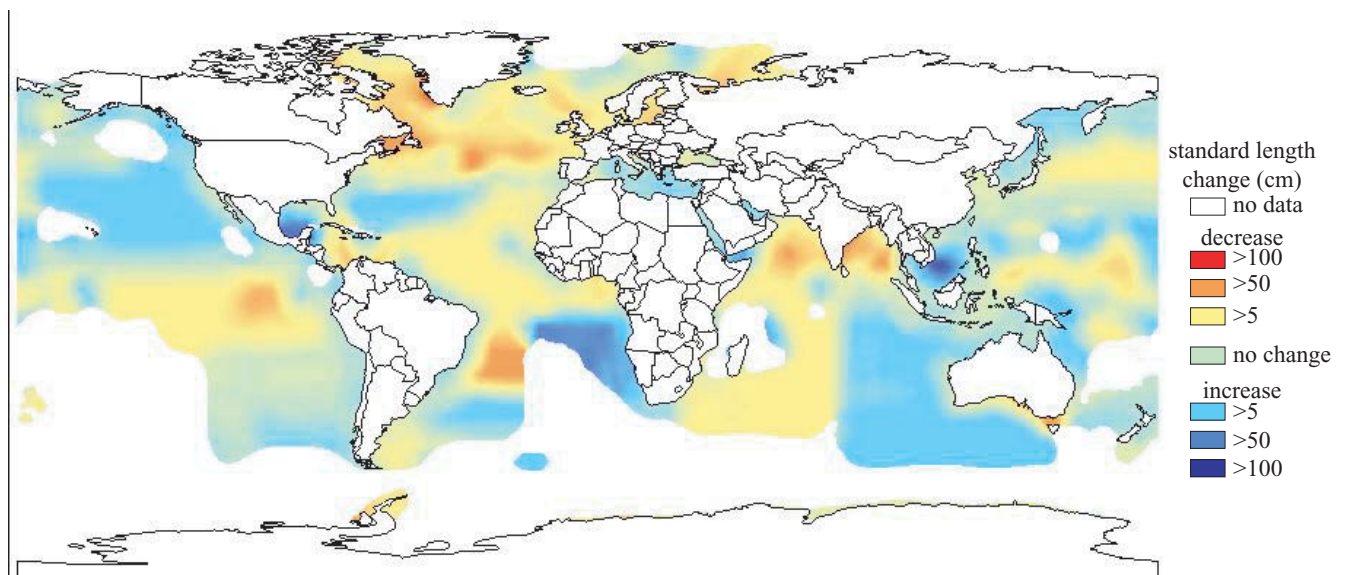 standard length
change (cm)
no data
decrease
>100
>50
>5
no change
increase
>5
>50
>100